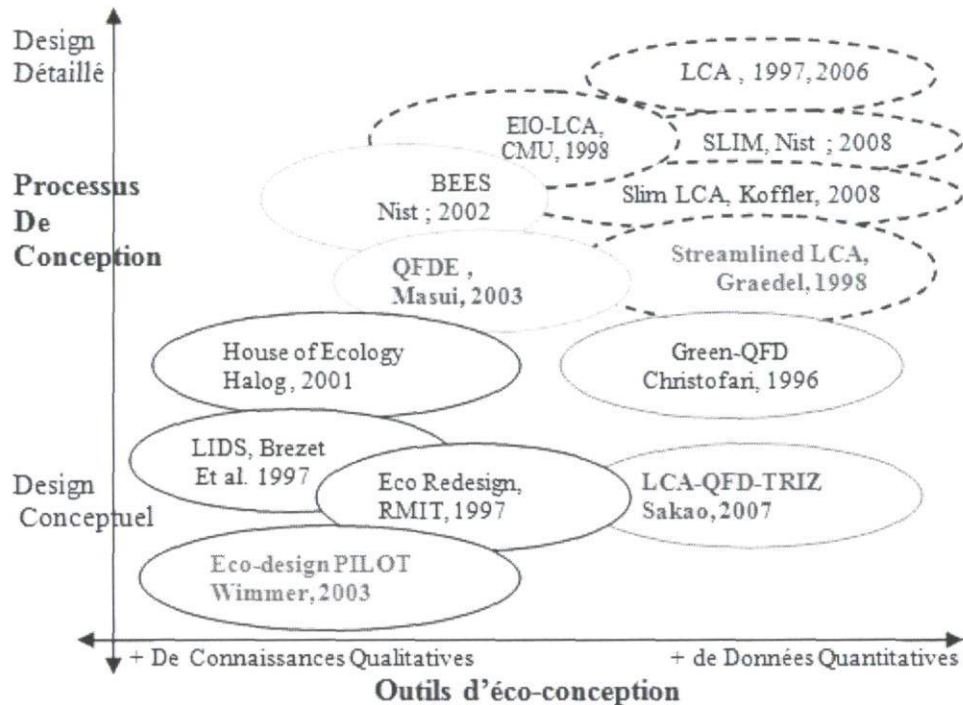 Design
Détaillé
LCA , 1997,2006
EIO-LCA,
CMU, 1998
SLIM, Nist ; 2008
Processus
De
Conception
BEES
Nist ; 2002
Slim LCA, Koffler, 2008
QFDE ,
Masui, 2003
Streamlined LCA,
Graedel, 1998
House of Ecology
Halog, 2001
Green-QFD
Christofari, 1996
LIDS, Brezet
Et al. 1997
Design
Conceptuel
Eco Redesign,
RMIT, 1997
LCA-QFD-TRIZ
Sakao, 2007
Eco-design PILOT
Wimmer, 2003
+ De Connaissances Qualitatives
+ de Données Quantitatives
Outils d'éco-conception